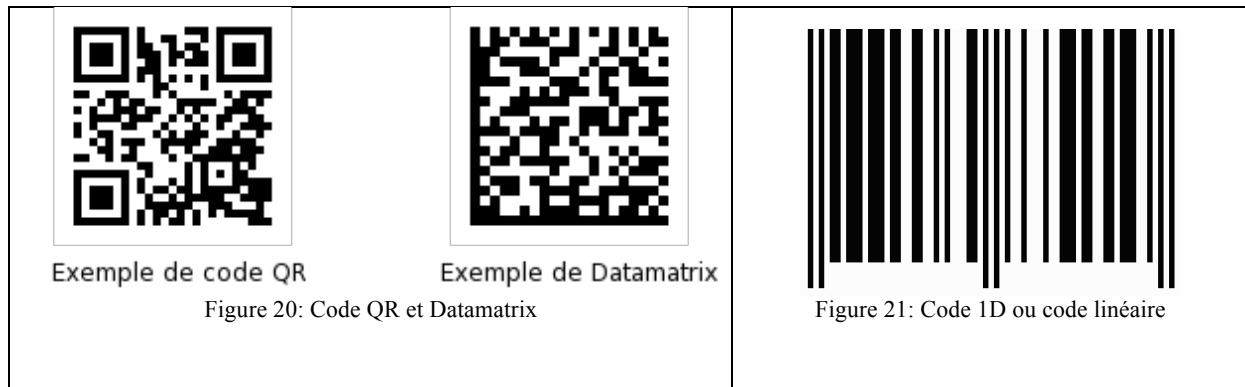 Exemple de code QR
Exemple de Datamatrix
Figure 20: Code QR et Datamatrix
Figure 21: Code 1D ou code linéaire